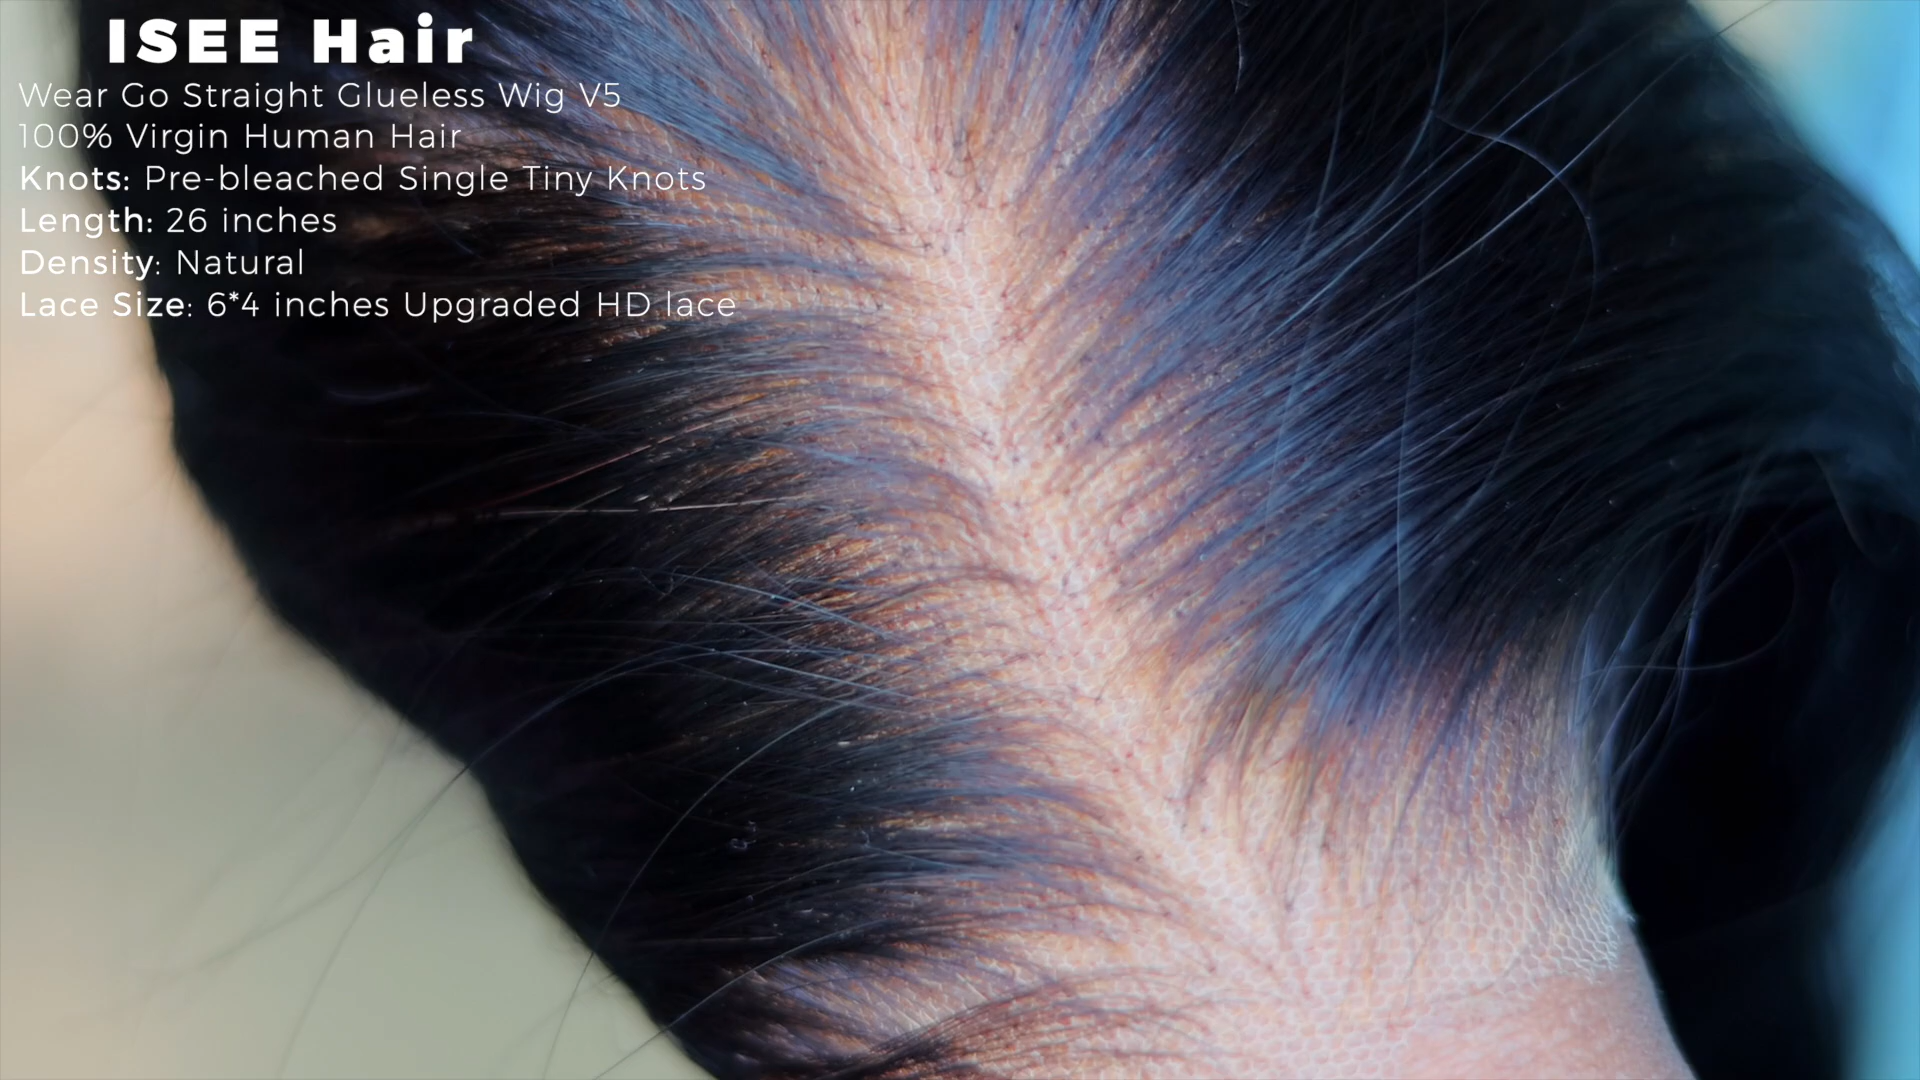 ISEE Hair
Wear Go Straight Glueless Wig V5
100% Virgin Human Hair
Knots: Pre-bleached Single Tiny Knots
Length: 26 inches
Density: Natural
Lace Size: 6*4 inches Upgraded HD lace